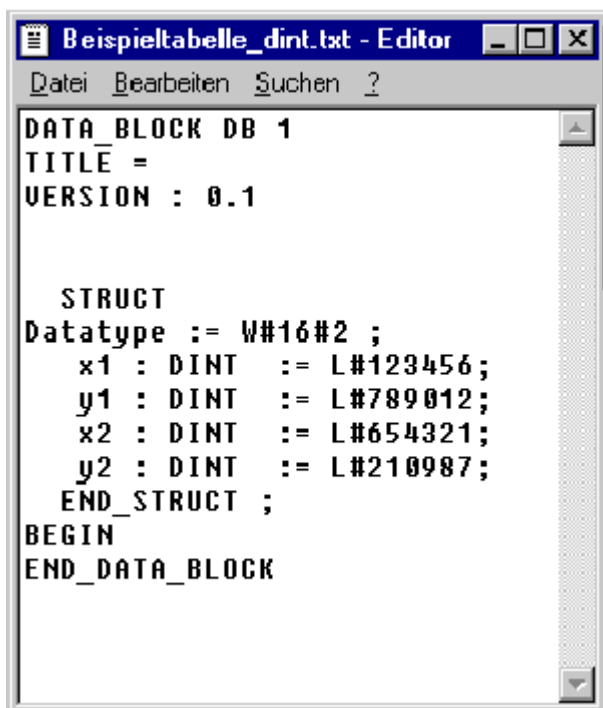 Beispieltabelle_dint.txt - Editor
Datei Bearbeiten Suchen ?
DATA_BLOCK DB 1
TITLE =
VERSION : 0.1
STRUCT
Datatype := W#16#2 ;
x1 : DINT := L#123456;
y1 : DINT := L#789012;
x2 : DINT := L#654321;
y2 : DINT := L#210987;
END_STRUCT ;
BEGIN
END_DATA_BLOCK